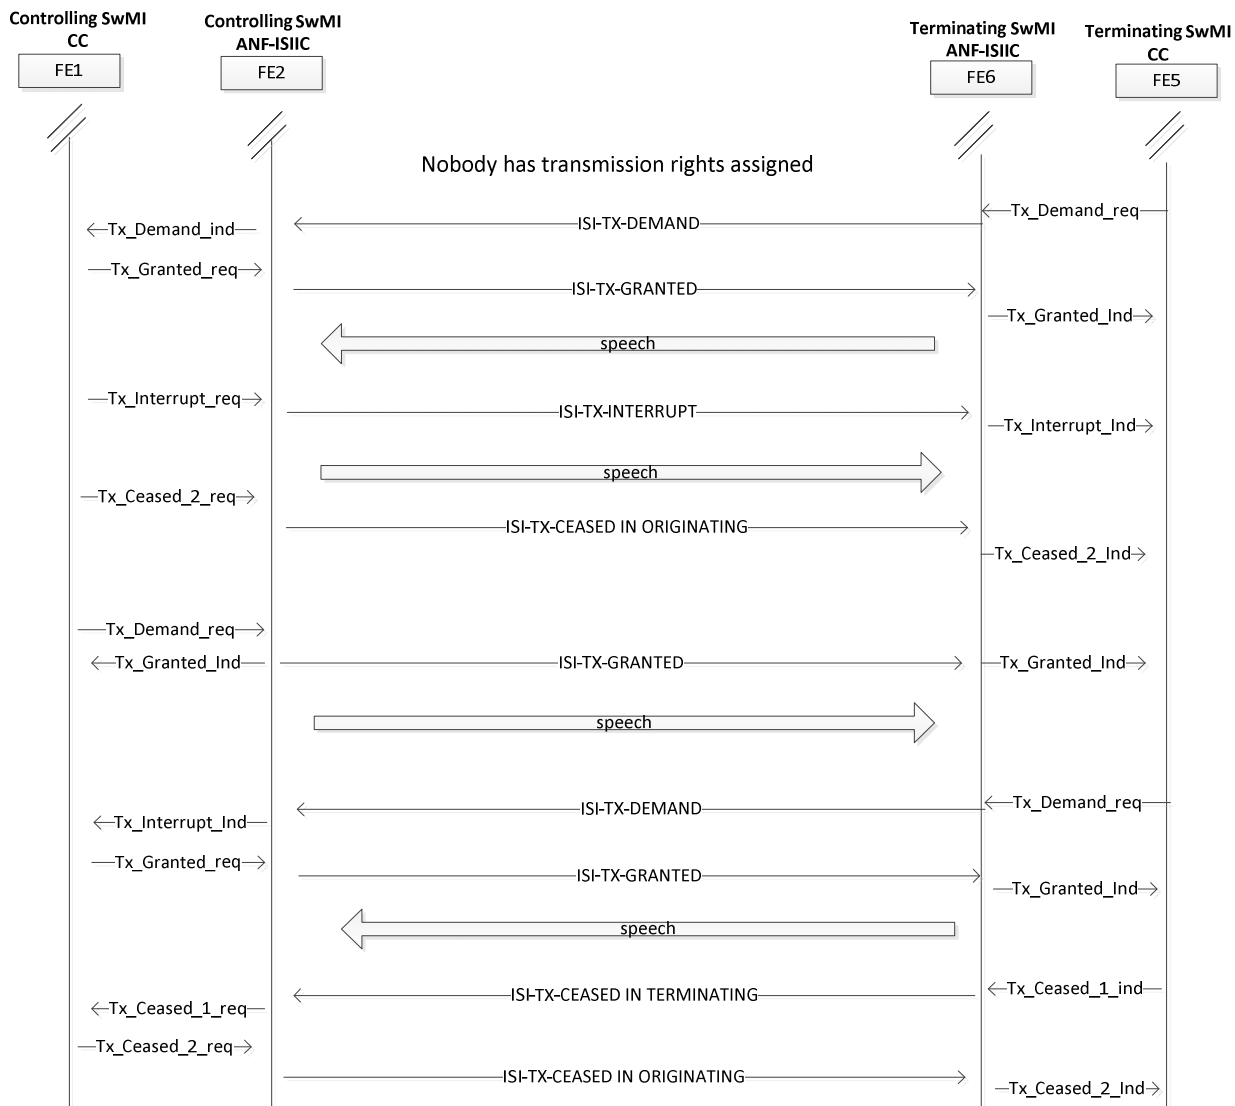 Controlling SwMI
CC
Controlling SwMI
ANF-ISIIC
Terminating SwMI
ANF-ISIIC
Terminating SwMI
CC
FE1
FE2
FE6
FE5
Nobody has transmission rights assigned
Tx_Demand_req
ISI-TX-DEMAND
Tx_Demand_ind
Tx_Granted_req
ISI-TX-GRANTED
Tx_Granted_Ind
speech
Tx_Interrupt_req
ISI-TX-INTERRUPT
Tx_Interrupt_Ind
speech
Tx_Ceased_2_req
ISI-TX-CEASED IN ORIGINATING
Tx_Ceased_2_Ind
Tx_Demand_req
Tx_Granted_Ind
ISI-TX-GRANTED
Tx_Granted_Ind
speech
Tx_Demand_req
ISI-TX-DEMAND
Tx_Interrupt_Ind
Tx_Granted_req
ISI-TX-GRANTED
Tx_Granted_Ind
speech
Tx_Ceased_1_ind
ISI-TX-CEASED IN TERMINATING
Tx_Ceased_1_req
Tx_Ceased_2_req
ISI-TX-CEASED IN ORIGINATING
Tx_Ceased_2_Ind